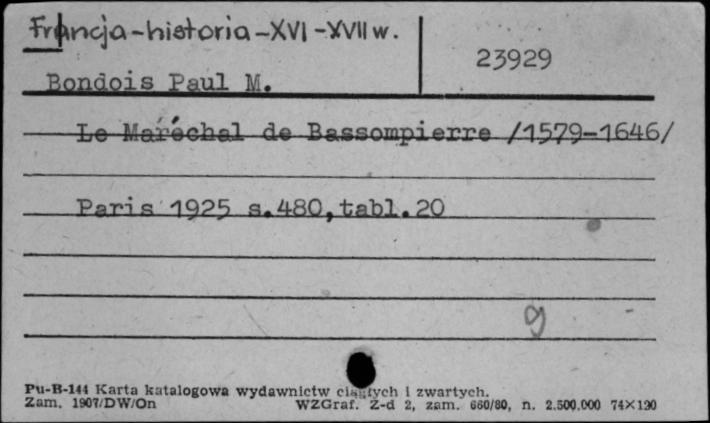 Francja-historia-XVI-XVII w.
23929
Bondois Paul M.
Le Maréchal de Bassompierre /1579-1646/
Paris 1925 s.480,tabl.20
g
Pu-B-144 Karta katalogowa wydawnictw ciągłych i zwartych.
Zam. 1907/DW/On WZGraf. Z-d 2, zam. 660/80, n. 2.500.000 74×120